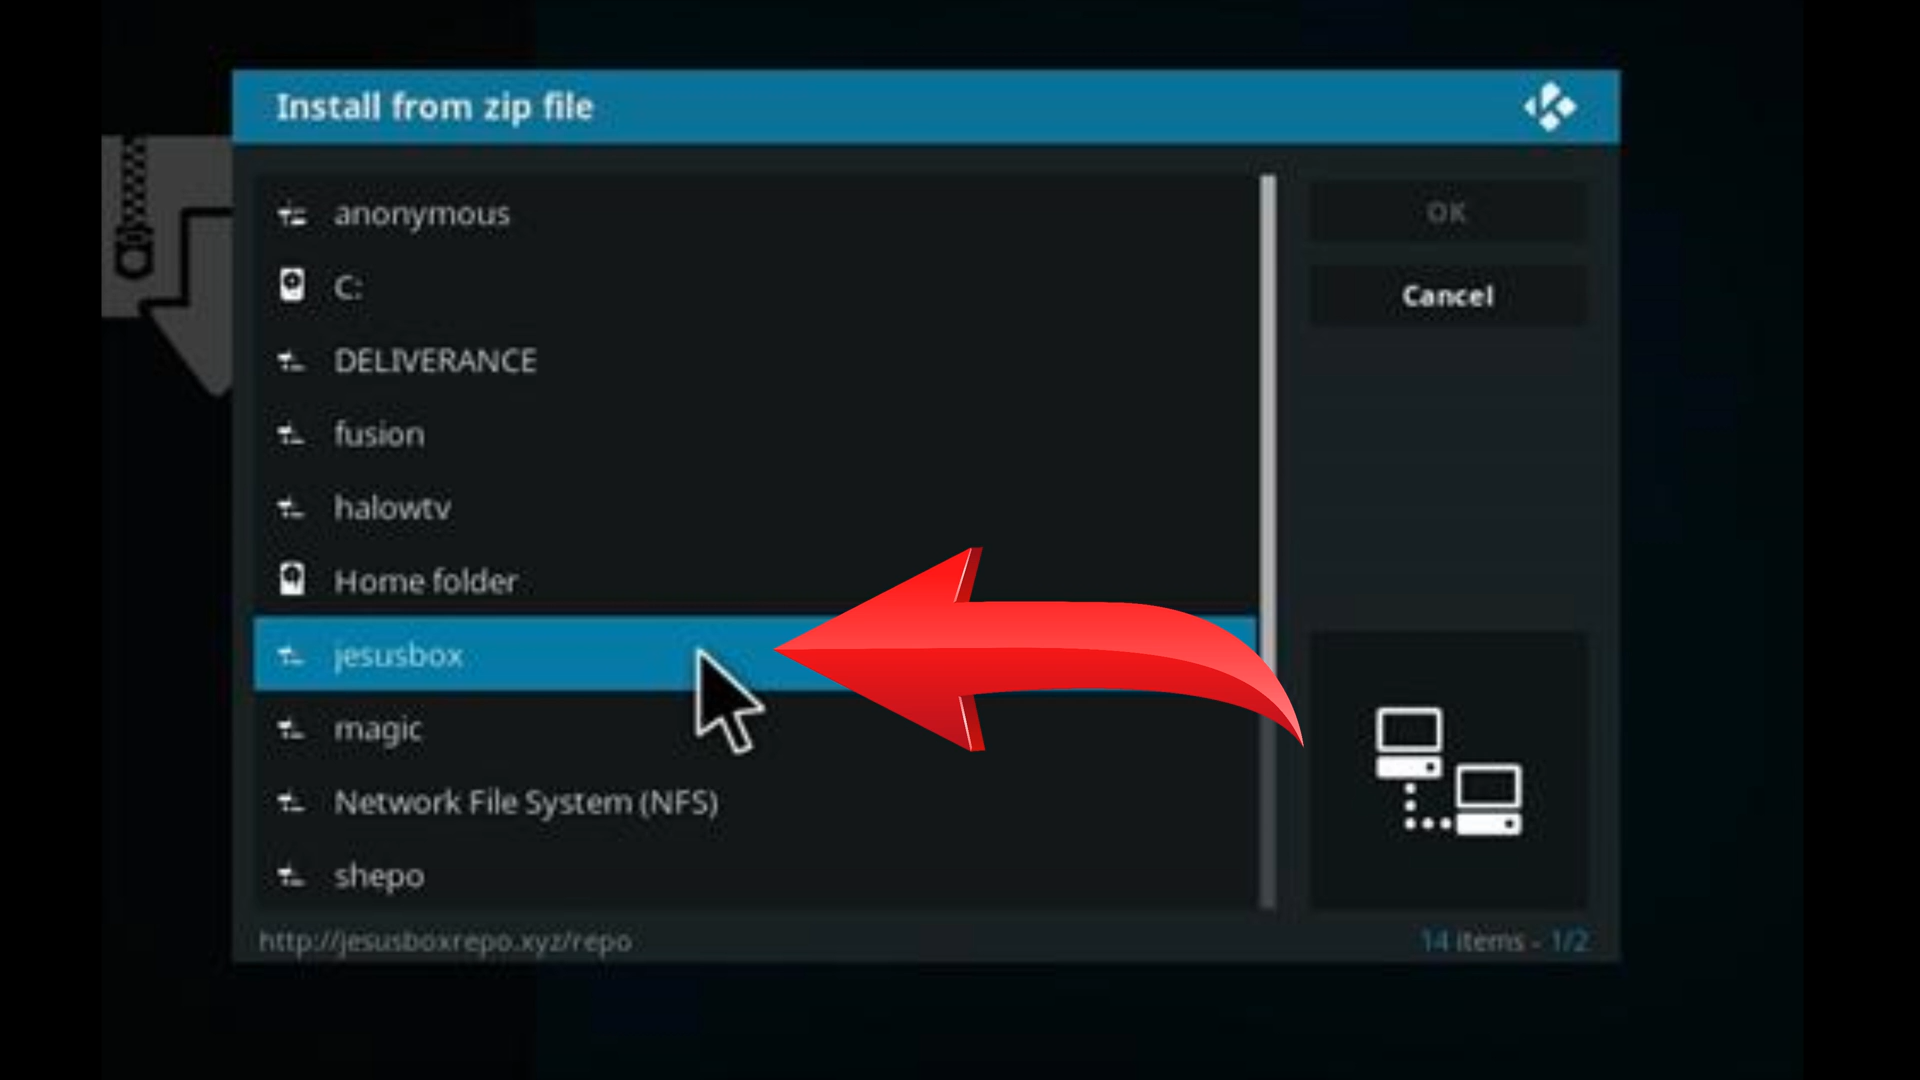 Install from zip file
anonymous
C:
DELIVERANCE
fusion
halowtv
Home folder
jesusbox
magic
Network File System (NFS)
shepo
OK
Cancel
http://jesusboxrepo.xyz/repo
14 items - 1/2